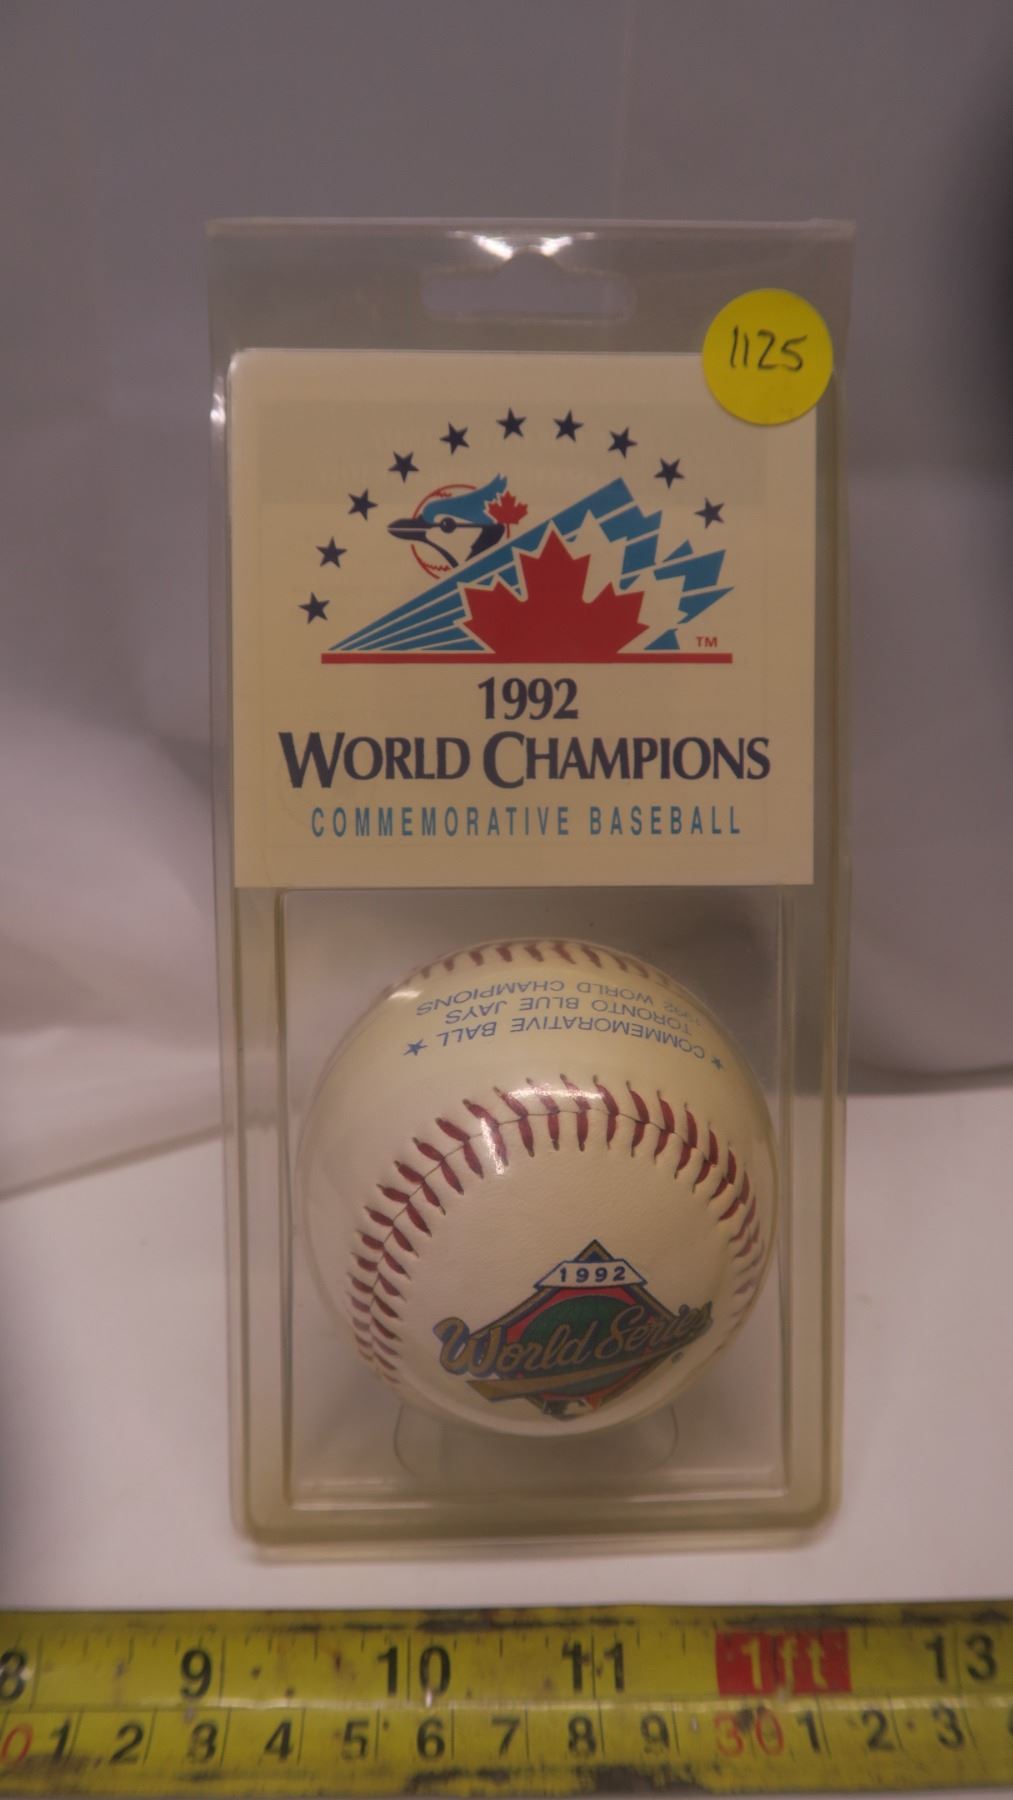 1125
TM
1992
WORLD CHAMPIONS
COMMEMORATIVE BASEBALL
★ COMMEMORATIVE BALL ★
TORONTO BLUE JAYS
1992 WORLD CHAMPIONS
1992
World Series
8 9 10 11 1ft 13
0 1 2 3 4 5 6 7 8 9 30 1 2 3